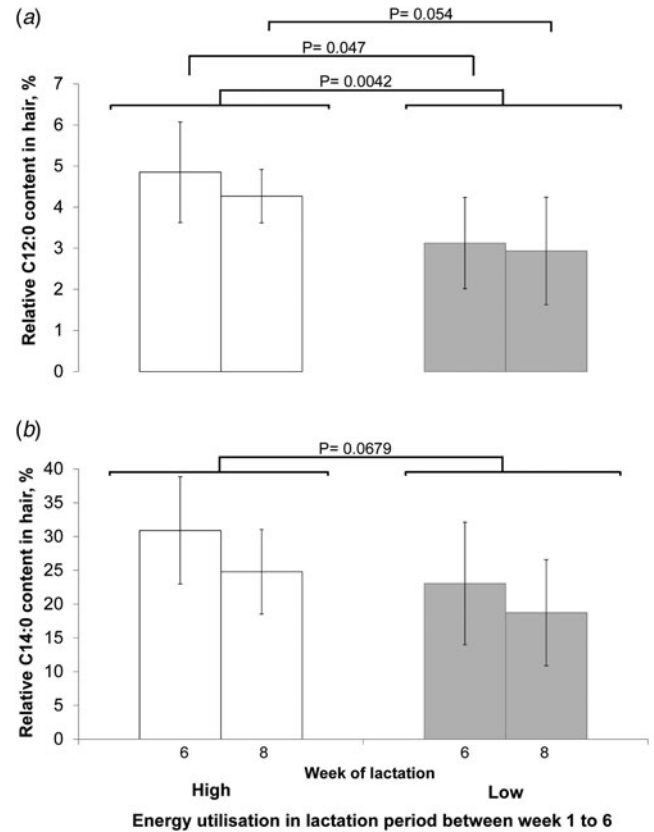 (a)
P= 0.054
P= 0.047
P= 0.0042
Relative C12:0 content in hair, %
7
6
5
4
3
2
1
0
(b)
P= 0.0679
Relative C14:0 content in hair, %
40
35
30
25
20
15
10
5
0
6 8 6 8
Week of lactation
High Low
Energy utilisation in lactation period between week 1 to 6